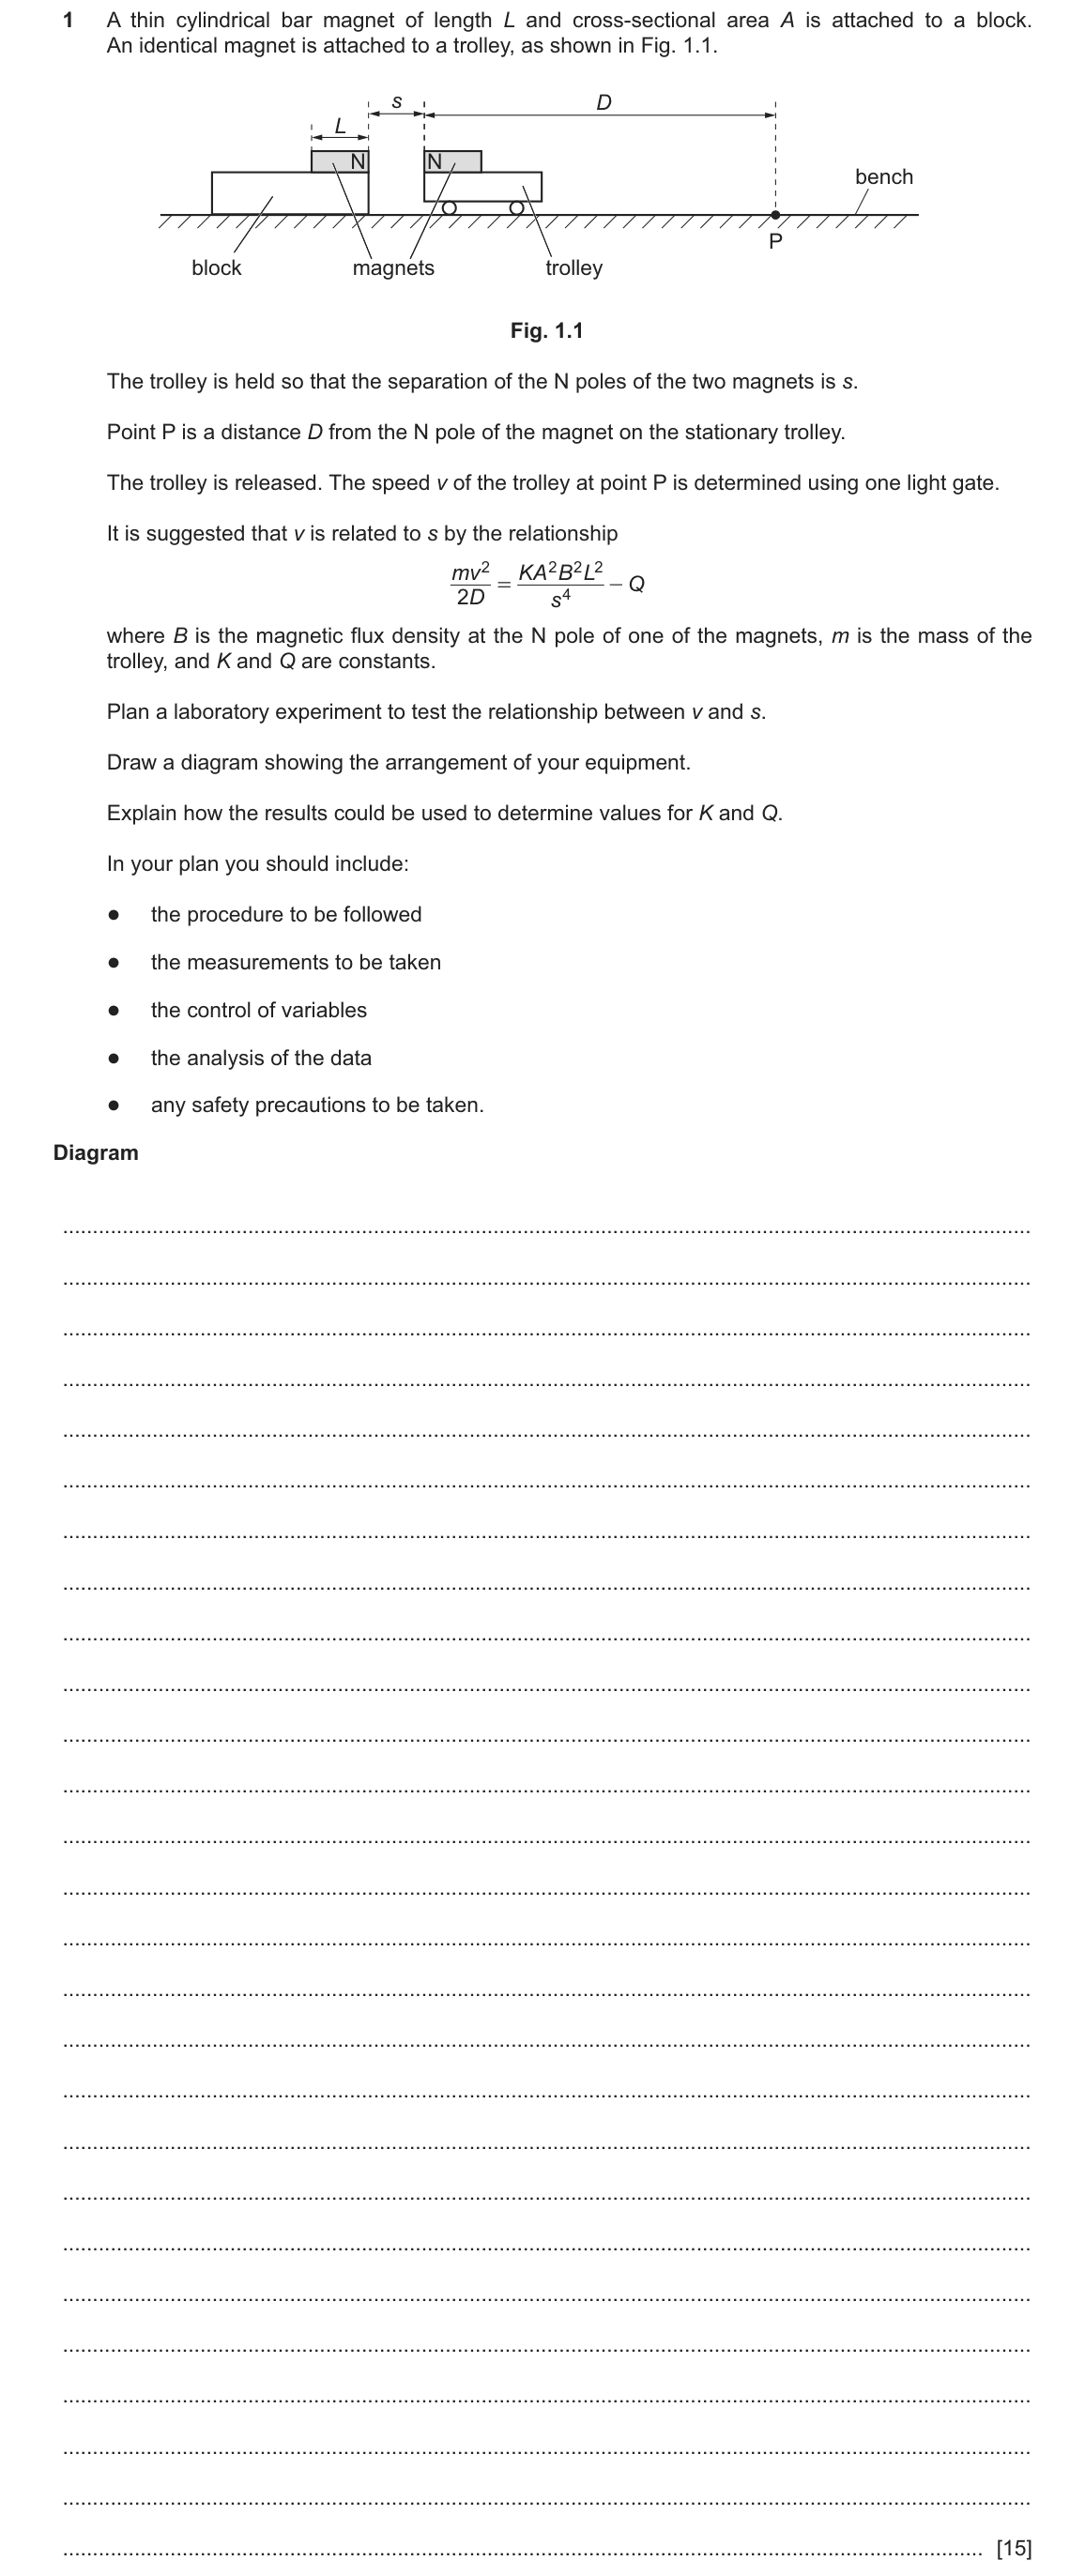 1 A thin cylindrical bar magnet of length L and cross-sectional area A is attached to a block.
An identical magnet is attached to a trolley, as shown in Fig. 1.1.
s
D
L
N
N
bench
P
block
magnets
trolley
Fig. 1.1
The trolley is held so that the separation of the N poles of the two magnets is s.
Point P is a distance D from the N pole of the magnet on the stationary trolley.
The trolley is released. The speed v of the trolley at point P is determined using one light gate.
It is suggested that v is related to s by the relationship
mv²/2D = KA²B²L²/s⁴ − Q
where B is the magnetic flux density at the N pole of one of the magnets, m is the mass of the
trolley, and K and Q are constants.
Plan a laboratory experiment to test the relationship between v and s.
Draw a diagram showing the arrangement of your equipment.
Explain how the results could be used to determine values for K and Q.
In your plan you should include:
● the procedure to be followed
● the measurements to be taken
● the control of variables
● the analysis of the data
● any safety precautions to be taken.
Diagram
[15]